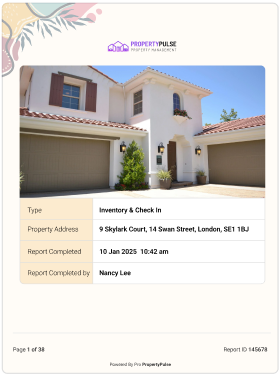 PROPERTYPULSE
PROPERTY MANAGEMENT
Type Inventory & Check In
Property Address 9 Skylark Court, 14 Swan Street, London, SE1 1BJ
Report Completed 10 Jan 2025 10:42 am
Report Completed by Nancy Lee
Page 1 of 38 Report ID 145678
Powered By Pro PropertyPulse